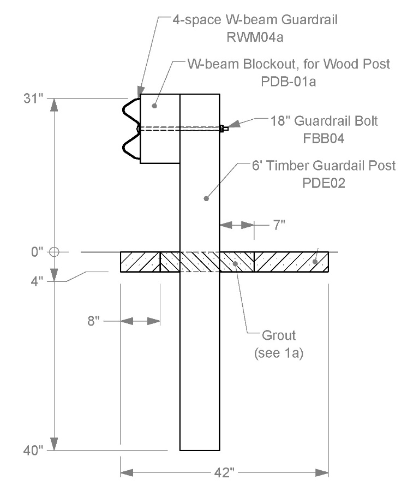 4-space W-beam Guardrail
RWM04a
W-beam Blockout, for Wood Post
PDB-01a
31"
18" Guardrail Bolt
FBB04
6' Timber Guardail Post
PDE02
7"
0"
4"
8"
Grout
(see 1a)
40"
42"